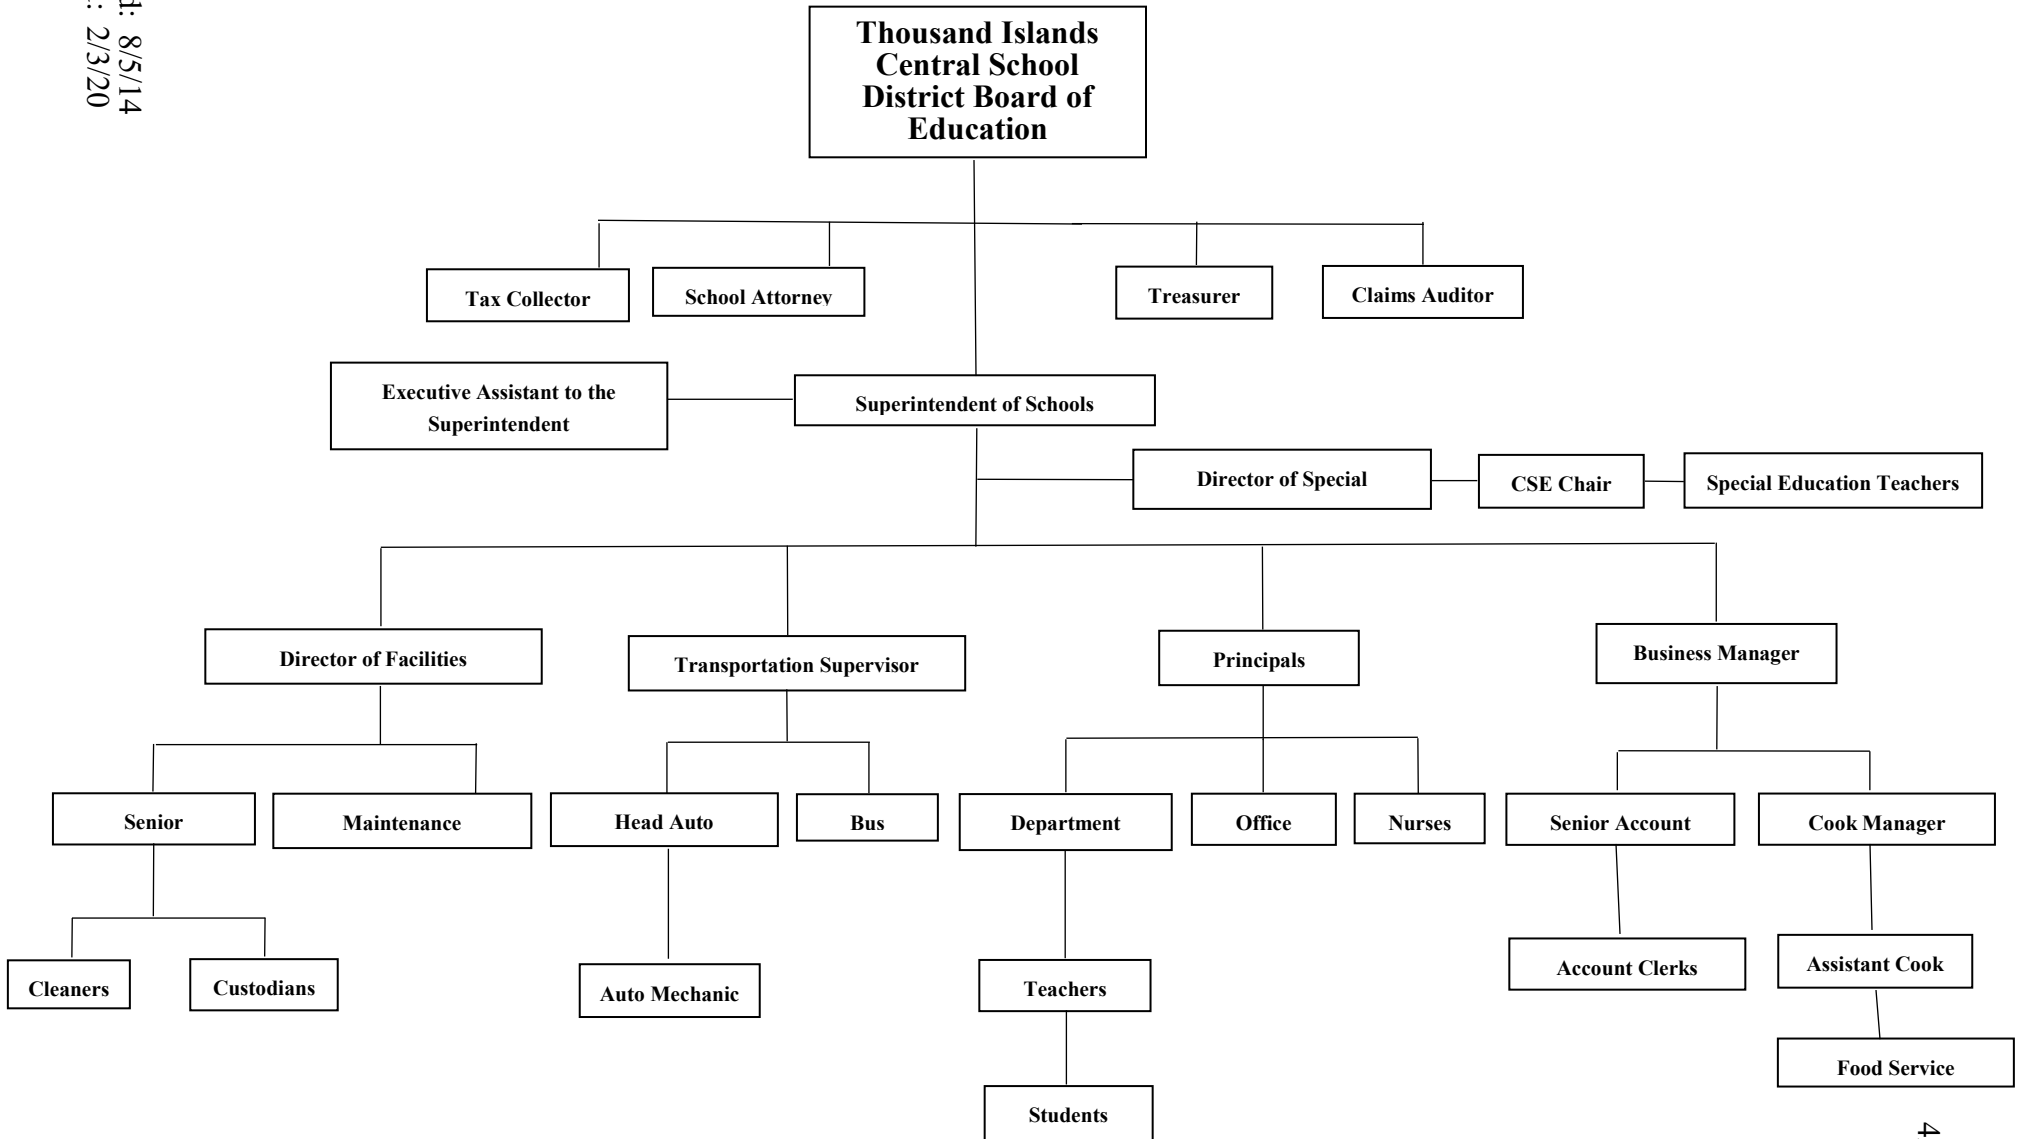 d: 8/5/14
: 2/3/20
Thousand Islands
Central School
District Board of
Education
Tax Collector
School Attorney
Treasurer
Claims Auditor
Executive Assistant to the
Superintendent
Superintendent of Schools
Director of Special
CSE Chair
Special Education Teachers
Director of Facilities
Transportation Supervisor
Principals
Business Manager
Senior
Maintenance
Head Auto
Bus
Department
Office
Nurses
Senior Account
Cook Manager
Cleaners
Custodians
Auto Mechanic
Teachers
Account Clerks
Assistant Cook
Food Service
Students
4